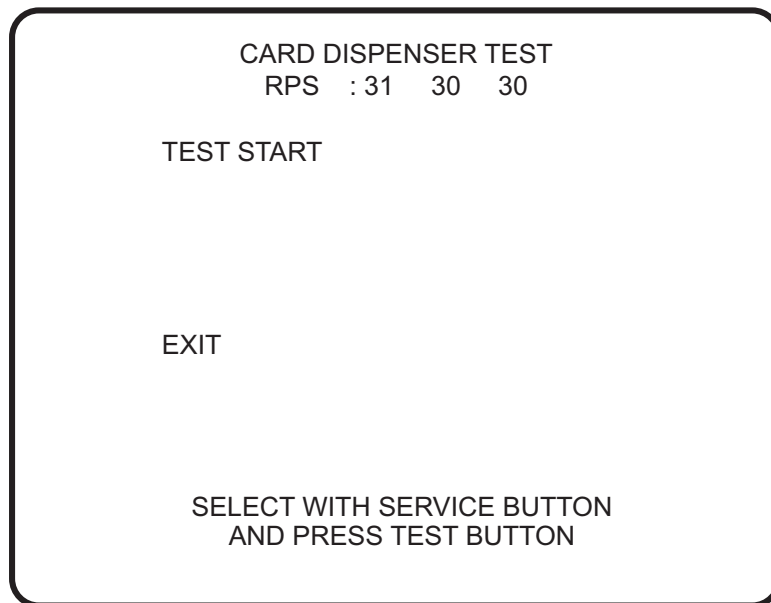 CARD DISPENSER TEST
RPS : 31 30 30
TEST START
EXIT
SELECT WITH SERVICE BUTTON
AND PRESS TEST BUTTON